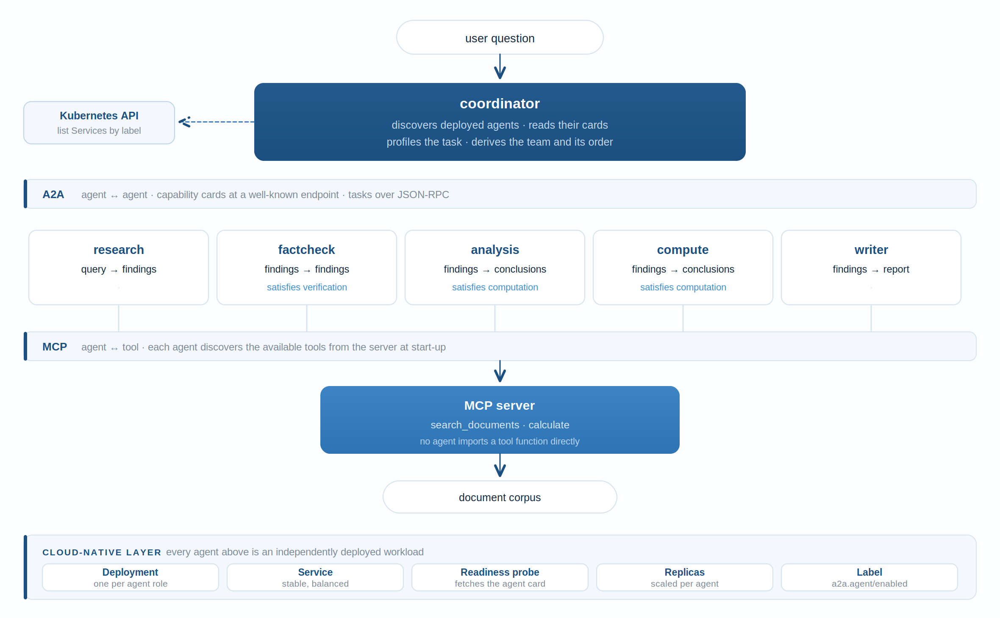 user question
coordinator
discovers deployed agents · reads their cards
profiles the task · derives the team and its order
Kubernetes API
list Services by label
A2A agent ↔ agent · capability cards at a well-known endpoint · tasks over JSON-RPC
research
query → findings
·
factcheck
findings → findings
satisfies verification
analysis
findings → conclusions
satisfies computation
compute
findings → conclusions
satisfies computation
writer
findings → report
·
MCP agent ↔ tool · each agent discovers the available tools from the server at start-up
MCP server
search_documents · calculate
no agent imports a tool function directly
document corpus
CLOUD-NATIVE LAYER every agent above is an independently deployed workload
Deployment
one per agent role
Service
stable, balanced
Readiness probe
fetches the agent card
Replicas
scaled per agent
Label
a2a.agent/enabled